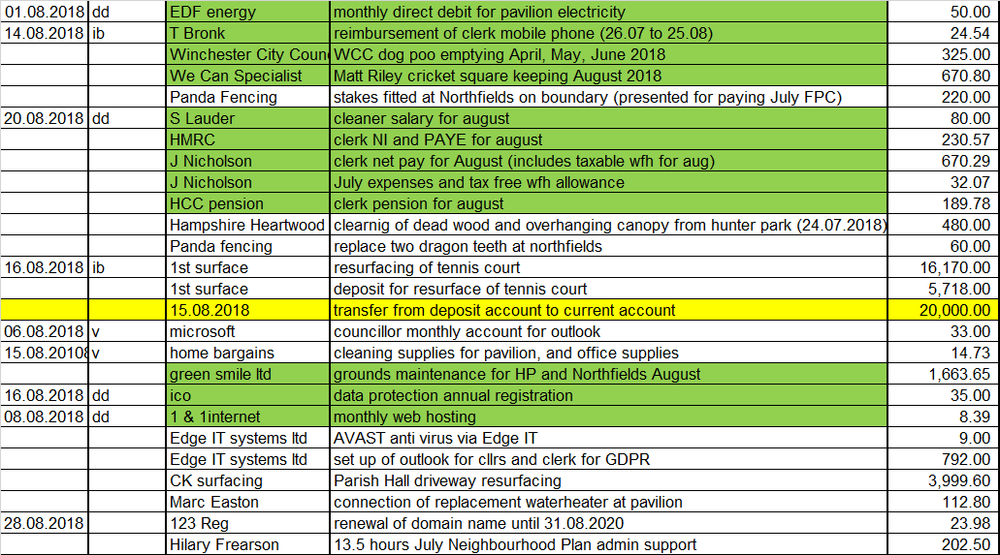 01.08.2018 dd EDF energy monthly direct debit for pavilion electricity 50.00
14.08.2018 ib T Bronk reimbursement of clerk mobile phone (26.07 to 25.08) 24.54
Winchester City Coun WCC dog poo emptying April, May, June 2018 325.00
We Can Specialist Matt Riley cricket square keeping August 2018 670.80
Panda Fencing stakes fitted at Northfields on boundary (presented for paying July FPC) 220.00
20.08.2018 dd S Lauder cleaner salary for august 80.00
HMRC clerk NI and PAYE for august 230.57
J Nicholson clerk net pay for August (includes taxable wfh for aug) 670.29
J Nicholson July expenses and tax free wfh allowance 32.07
HCC pension clerk pension for august 189.78
Hampshire Heartwood clearnig of dead wood and overhanging canopy from hunter park (24.07.2018) 480.00
Panda fencing replace two dragon teeth at northfields 60.00
16.08.2018 ib 1st surface resurfacing of tennis court 16,170.00
1st surface deposit for resurface of tennis court 5,718.00
15.08.2018 transfer from deposit account to current account 20,000.00
06.08.2018 v microsoft councillor monthly account for outlook 33.00
15.08.20108 v home bargains cleaning supplies for pavilion, and office supplies 14.73
green smile ltd grounds maintenance for HP and Northfields August 1,663.65
16.08.2018 dd ico data protection annual registration 35.00
08.08.2018 dd 1 & 1internet monthly web hosting 8.39
Edge IT systems ltd AVAST anti virus via Edge IT 9.00
Edge IT systems ltd set up of outlook for cllrs and clerk for GDPR 792.00
CK surfacing Parish Hall driveway resurfacing 3,999.60
Marc Easton connection of replacement waterheater at pavilion 112.80
28.08.2018 123 Reg renewal of domain name until 31.08.2020 23.98
Hilary Frearson 13.5 hours July Neighbourhood Plan admin support 202.50